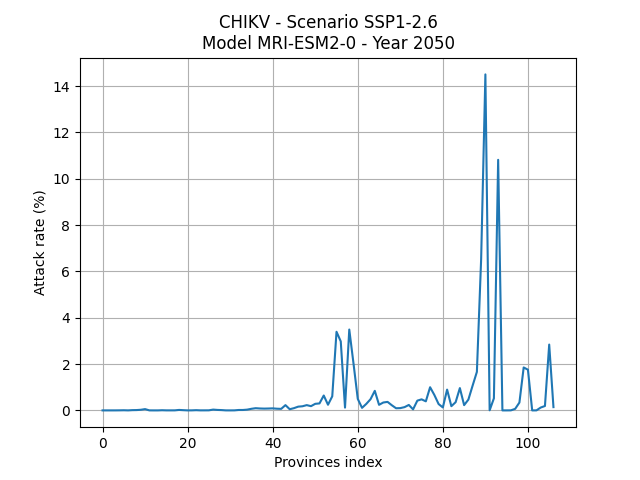 CHIKV - Scenario SSP1-2.6
Model MRI-ESM2-0 - Year 2050
14
12
10
8
6
4
2
0
Attack rate (%)
0 20 40 60 80 100
Provinces index